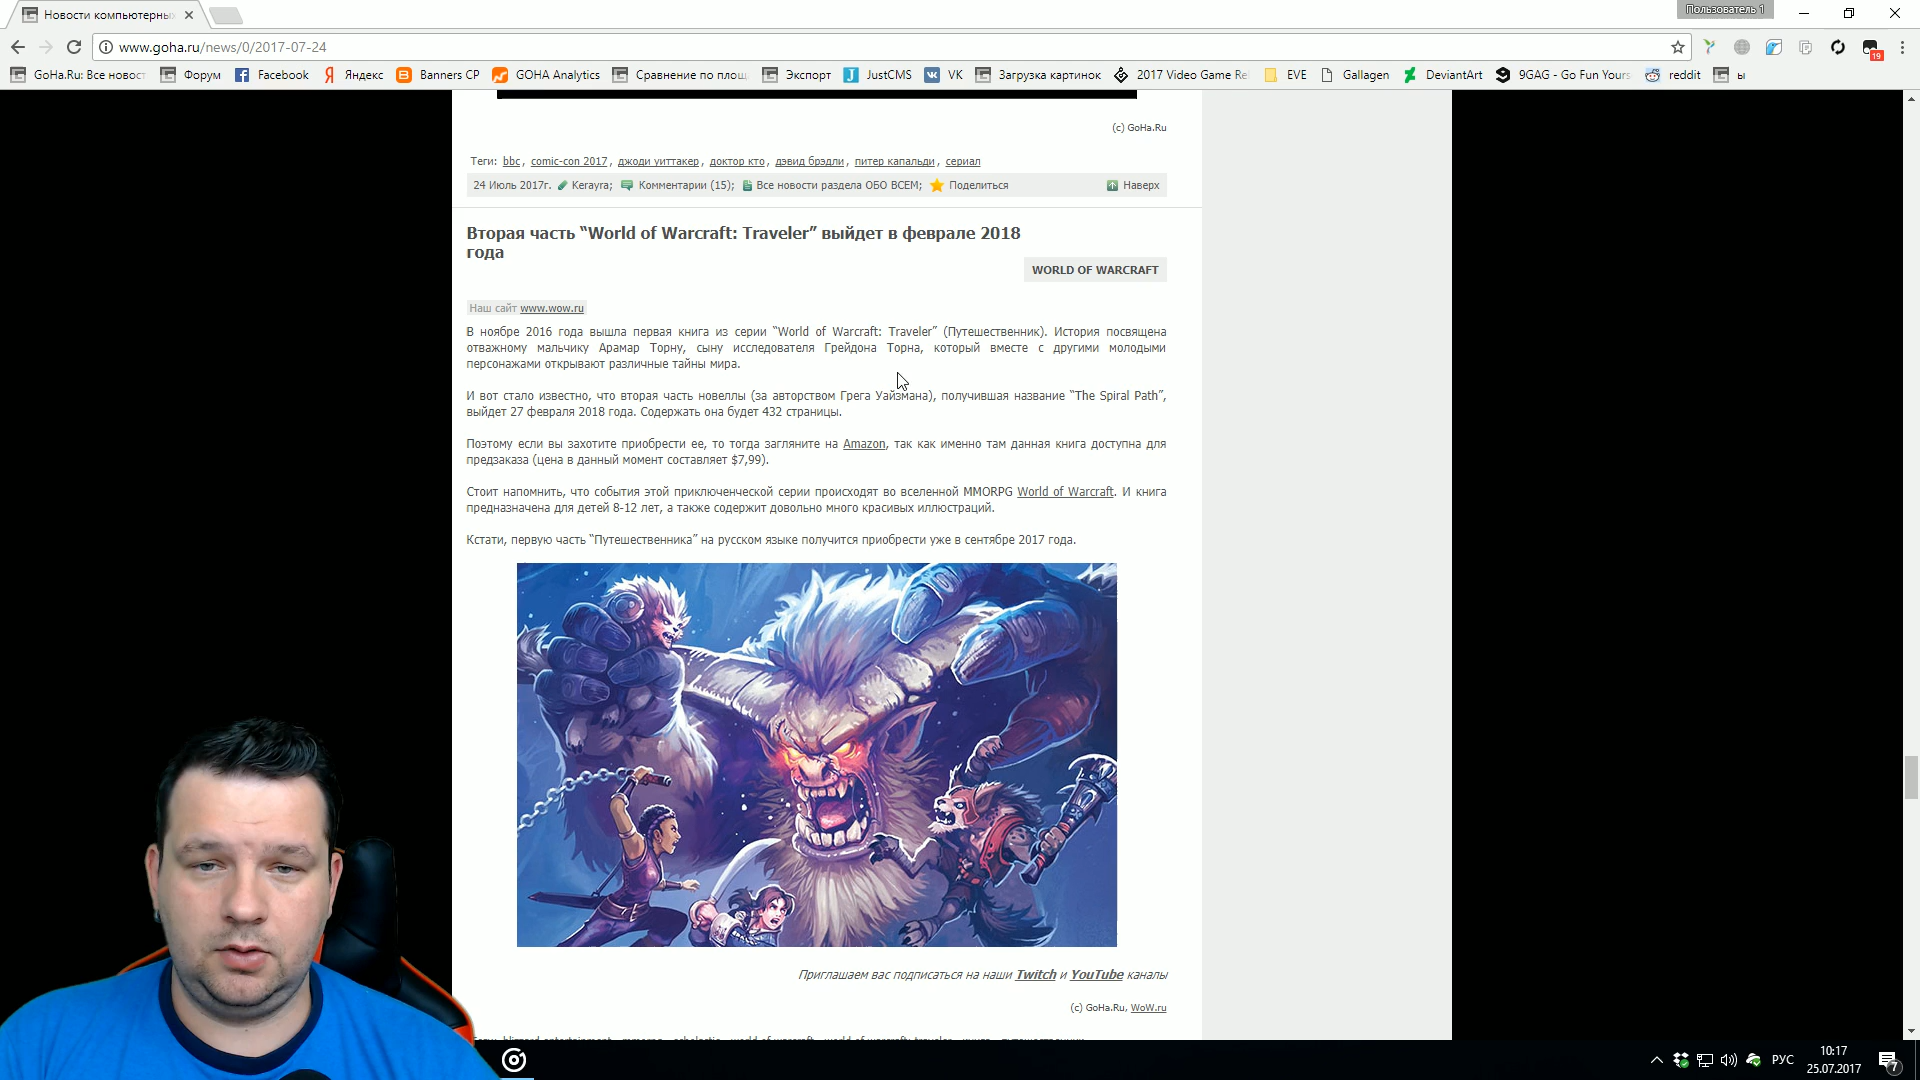 Новости компьютерны
Пользователь 1
www.goha.ru/news/0/2017-07-24
19
GoHa.Ru: Все новост
Форум
Facebook
Яндекс
Banners CP
GOHA Analytics
Сравнение по площ
Экспорт
JustCMS
VK
Загрузка картинок
2017 Video Game Rel
EVE
Gallagen
DeviantArt
9GAG - Go Fun Yours
reddit
ы
(c) GoHa.Ru
Теги: bbc, comic-con 2017, джоди уиттакер, доктор кто, дэвид брэдли, питер капальди, сериал
24 Июль 2017г. Kerayra; Комментарии (15); Все новости раздела ОБО ВСЕМ; Поделиться Наверх
Вторая часть “World of Warcraft: Traveler” выйдет в феврале 2018
года
WORLD OF WARCRAFT
Наш сайт www.wow.ru
В ноябре 2016 года вышла первая книга из серии “World of Warcraft: Traveler” (Путешественник). История посвящена
отважному мальчику Арамар Торну, сыну исследователя Грейдона Торна, который вместе с другими молодыми
персонажами открывают различные тайны мира.
И вот стало известно, что вторая часть новеллы (за авторством Грега Уайзмана), получившая название “The Spiral Path”,
выйдет 27 февраля 2018 года. Содержать она будет 432 страницы.
Поэтому если вы захотите приобрести ее, то тогда загляните на Amazon, так как именно там данная книга доступна для
предзаказа (цена в данный момент составляет $7,99).
Стоит напомнить, что события этой приключенческой серии происходят во вселенной MMORPG World of Warcraft. И книга
предназначена для детей 8-12 лет, а также содержит довольно много красивых иллюстраций.
Кстати, первую часть “Путешественника” на русском языке получится приобрести уже в сентябре 2017 года.
Приглашаем вас подписаться на наши Twitch и YouTube каналы
(c) GoHa.Ru, WoW.ru
РУС
10:17
25.07.2017
7